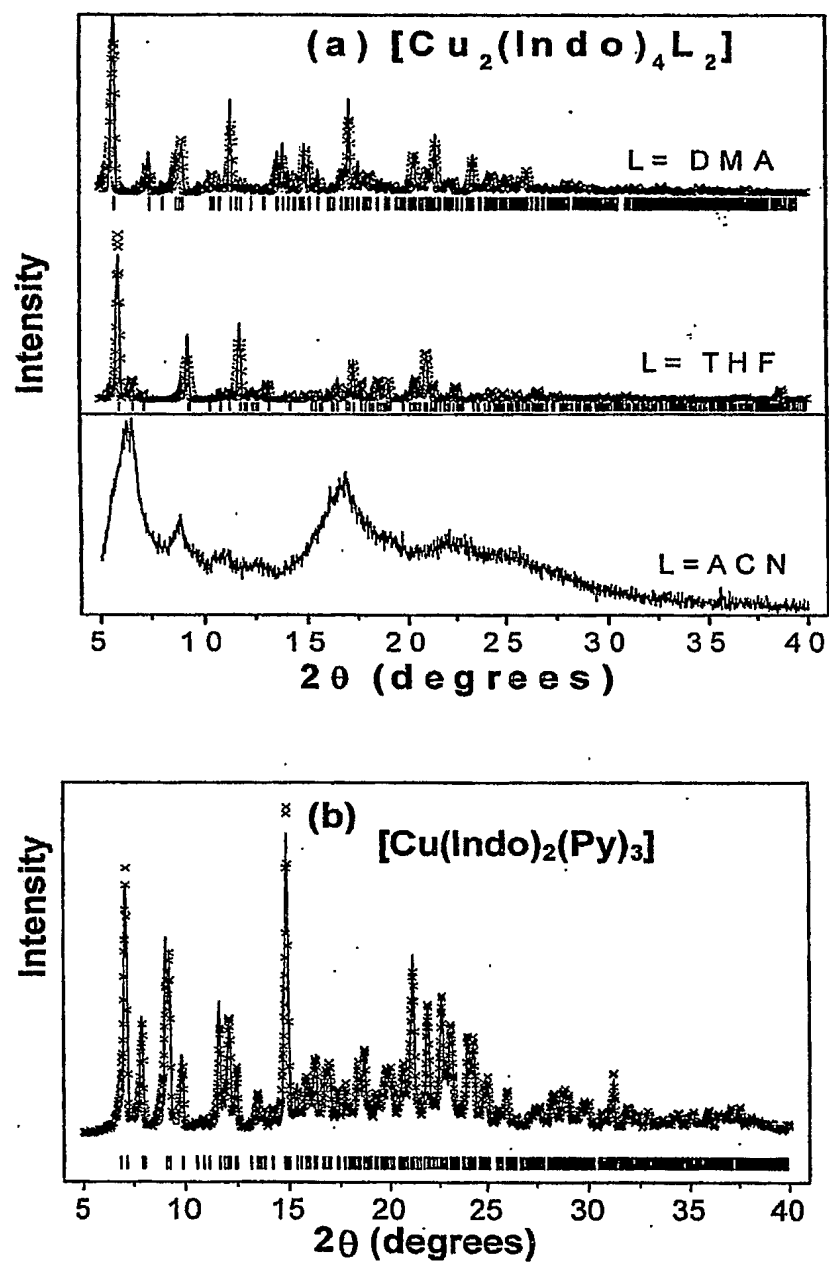 (a) [Cu₂(Indo)₄L₂]
L= DMA
Intensity
L= THF
L=ACN
5 10 15 20 25 30 35 40
2θ (degrees)
(b)
[Cu(Indo)₂(Py)₃]
Intensity
5 10 15 20 25 30 35 40
2θ (degrees)